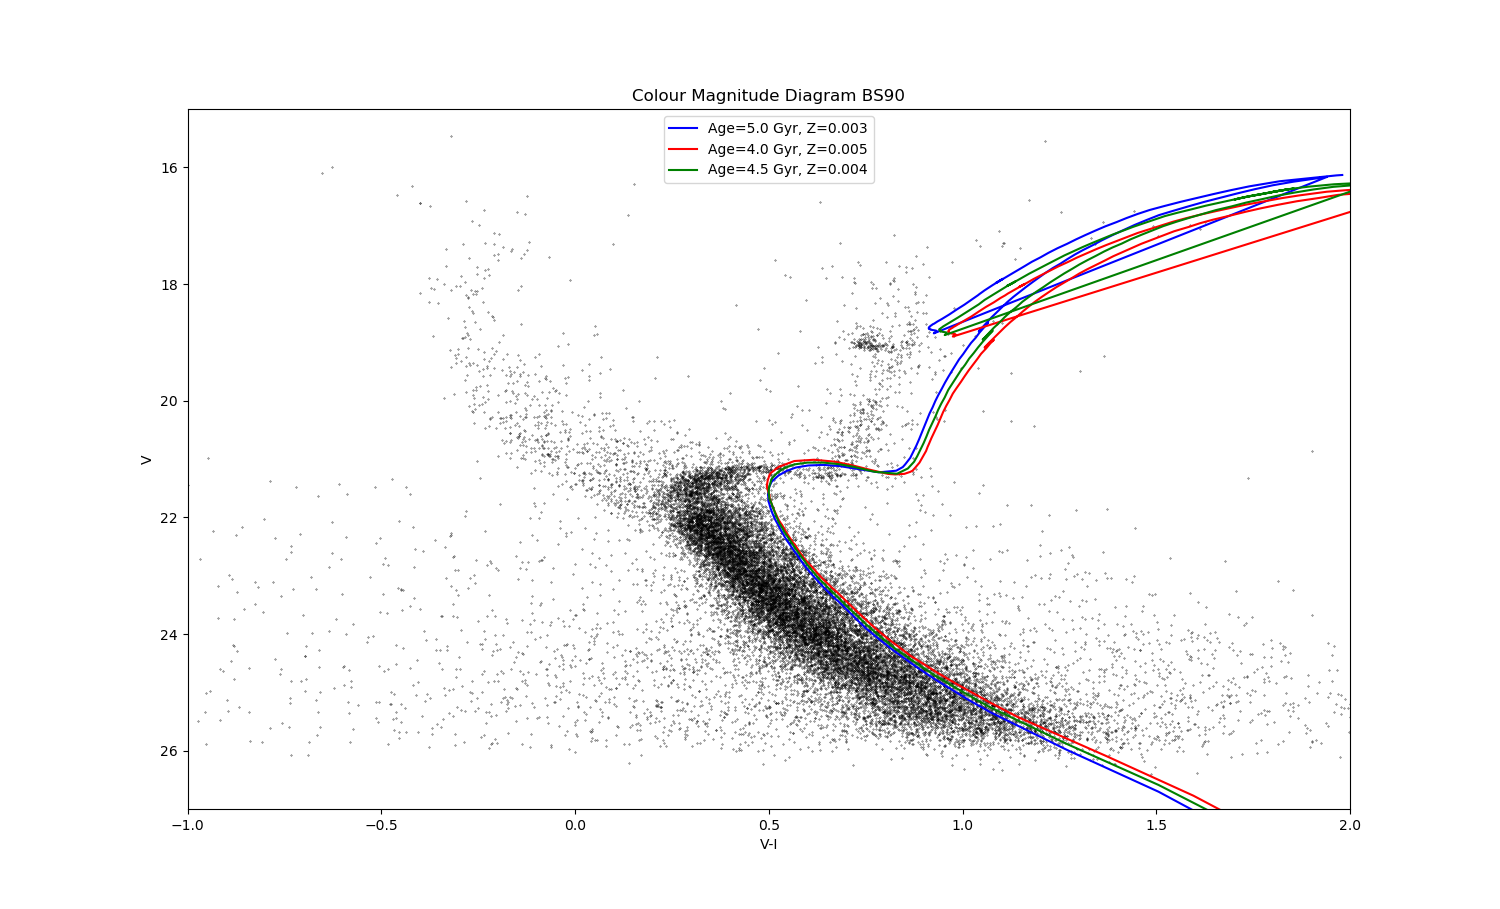 Colour Magnitude Diagram BS90
Age=5.0 Gyr, Z=0.003
Age=4.0 Gyr, Z=0.005
Age=4.5 Gyr, Z=0.004
16
18
20
V
22
24
26
−1.0 −0.5 0.0 0.5 1.0 1.5 2.0
V-I